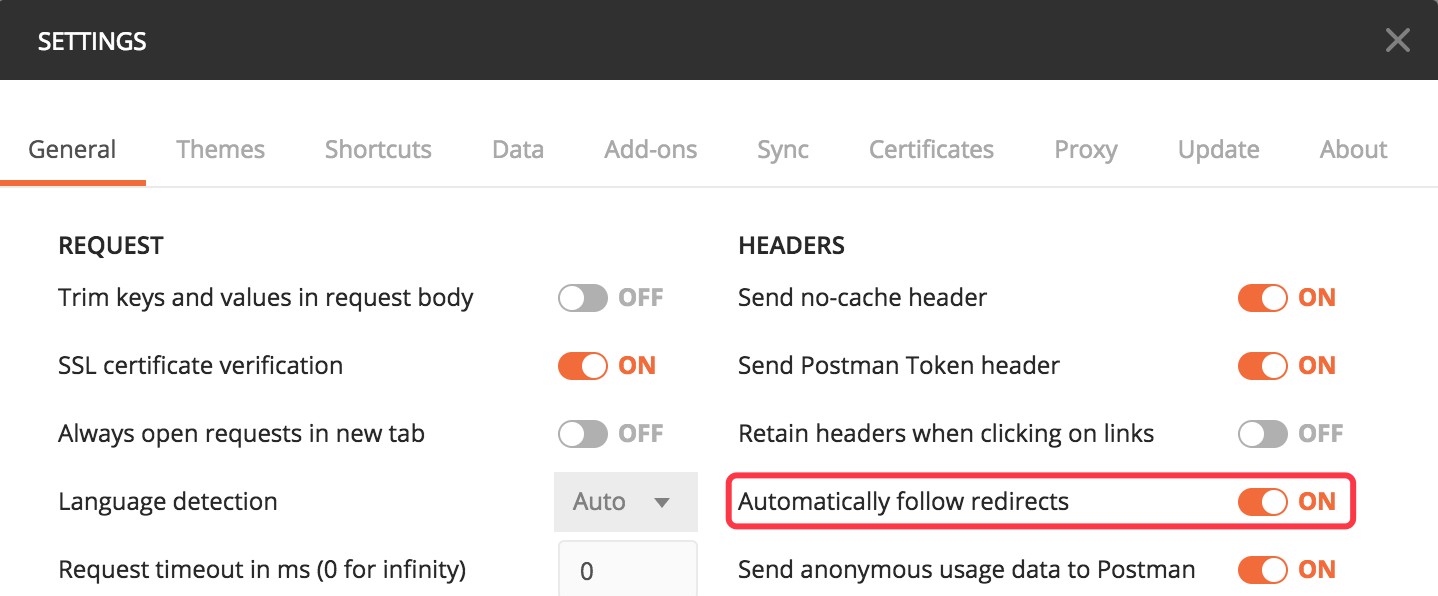 SETTINGS
General Themes Shortcuts Data Add-ons Sync Certificates Proxy Update About
REQUEST
Trim keys and values in request body OFF
SSL certificate verification ON
Always open requests in new tab OFF
Language detection Auto
Request timeout in ms (0 for infinity) 0
HEADERS
Send no-cache header ON
Send Postman Token header ON
Retain headers when clicking on links OFF
Automatically follow redirects ON
Send anonymous usage data to Postman ON